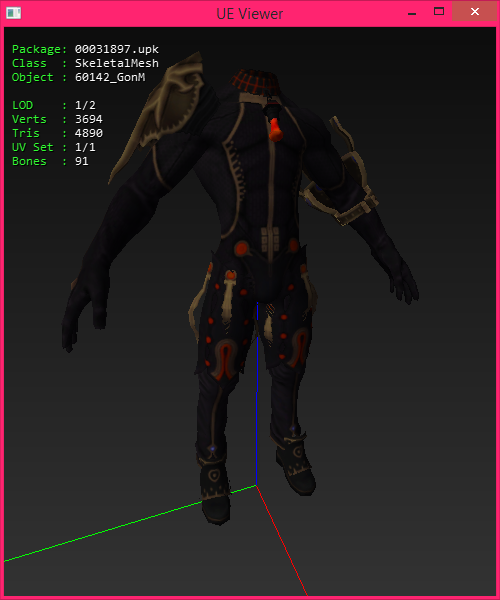 UE Viewer
Package: 00031897.upk
Class : SkeletalMesh
Object : 60142_GonM
LOD : 1/2
Verts : 3694
Tris : 4890
UV Set : 1/1
Bones : 91